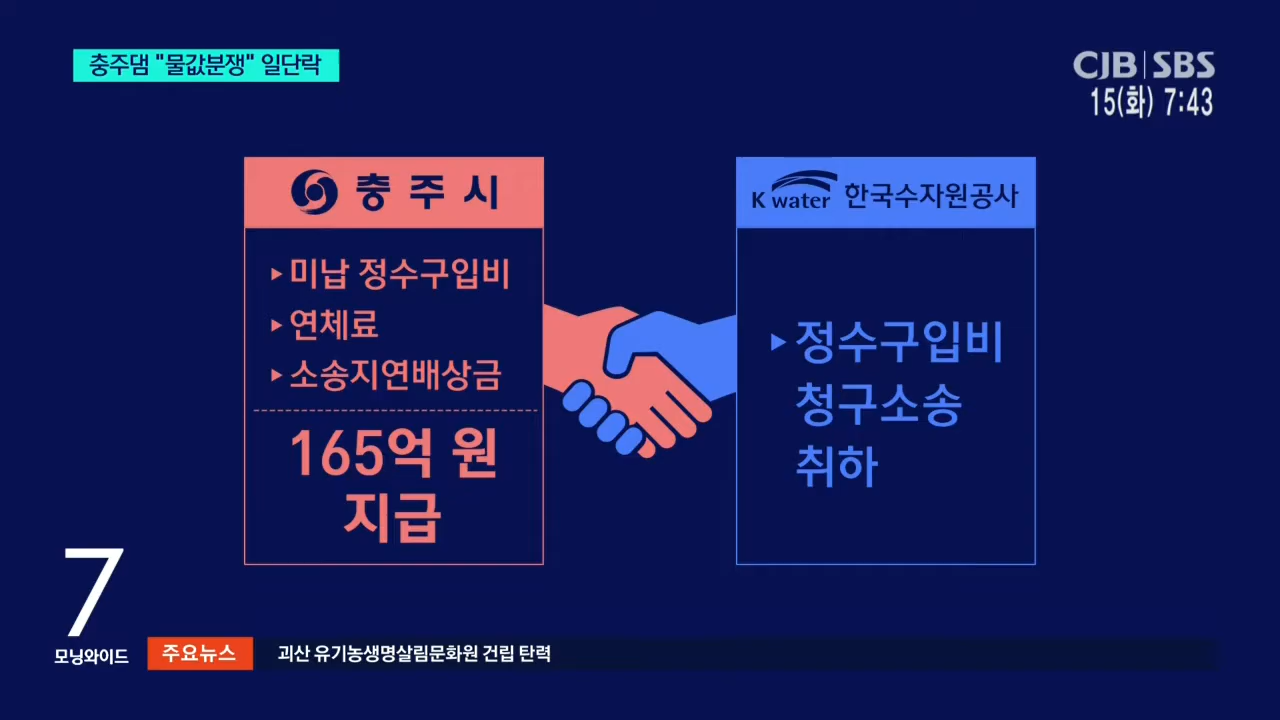 충주댐 "물값분쟁" 일단락
CJB SBS
15(화) 7:43
충주시
▸미납 정수구입비
▸연체료
▸소송지연배상금
165억 원
지급
K water 한국수자원공사
▸정수구입비
청구소송
취하
7
모닝와이드
주요뉴스 괴산 유기농생명살림문화원 건립 탄력